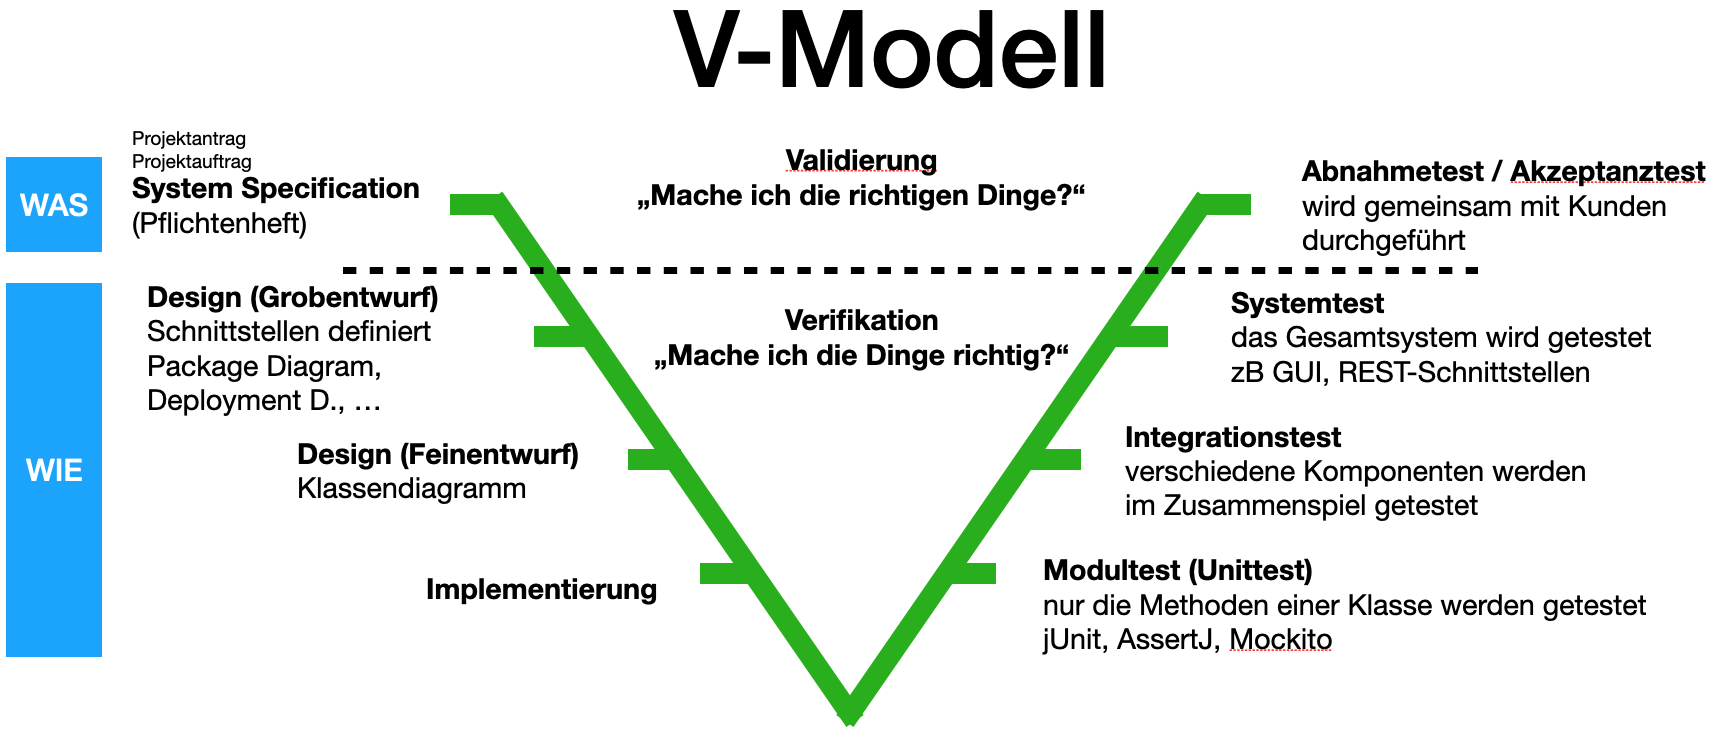 V-Modell
WAS
Projektantrag
Projektauftrag
System Specification
(Pflichtenheft)
Validierung
„Mache ich die richtigen Dinge?“
Abnahmetest / Akzeptanztest
wird gemeinsam mit Kunden
durchgeführt
WIE
Design (Grobentwurf)
Schnittstellen definiert
Package Diagram,
Deployment D., …
Verifikation
„Mache ich die Dinge richtig?“
Systemtest
das Gesamtsystem wird getestet
zB GUI, REST-Schnittstellen
Design (Feinentwurf)
Klassendiagramm
Integrationstest
verschiedene Komponenten werden
im Zusammenspiel getestet
Implementierung
Modultest (Unittest)
nur die Methoden einer Klasse werden getestet
jUnit, AssertJ, Mockito